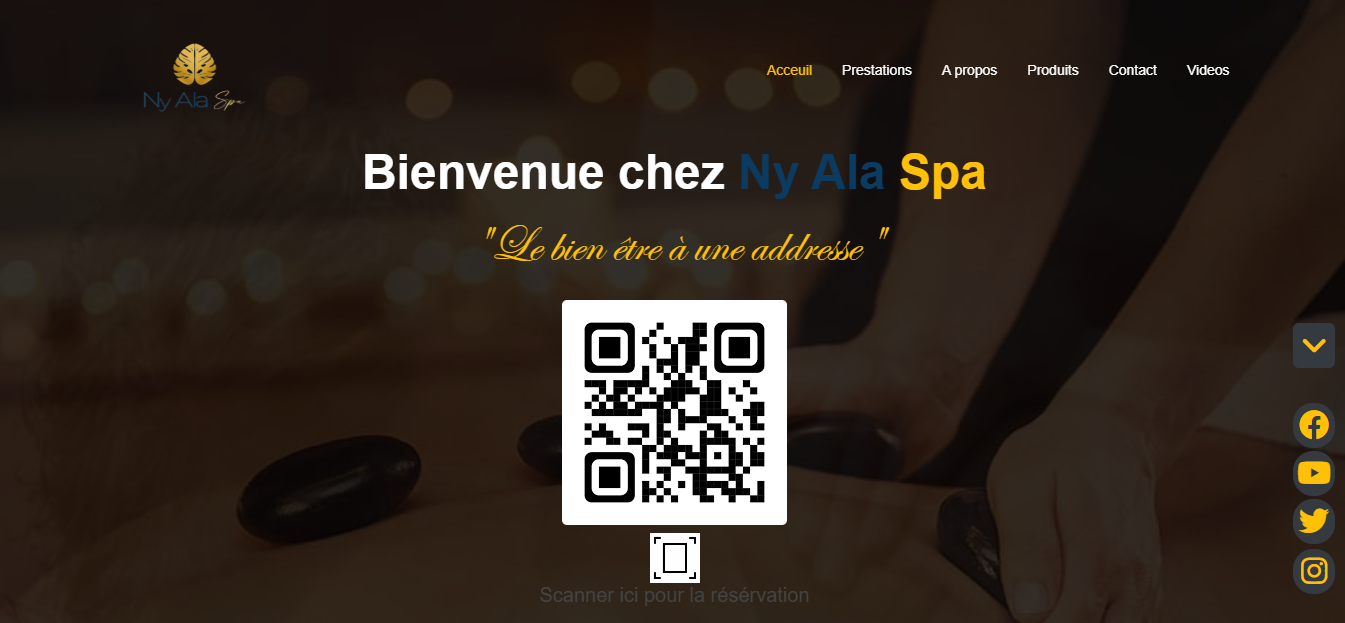 Ny Ala Spa
Acceuil Prestations A propos Produits Contact Videos
Bienvenue chez Ny Ala Spa
"Le bien être à une addresse "
Scanner ici pour la résérvation